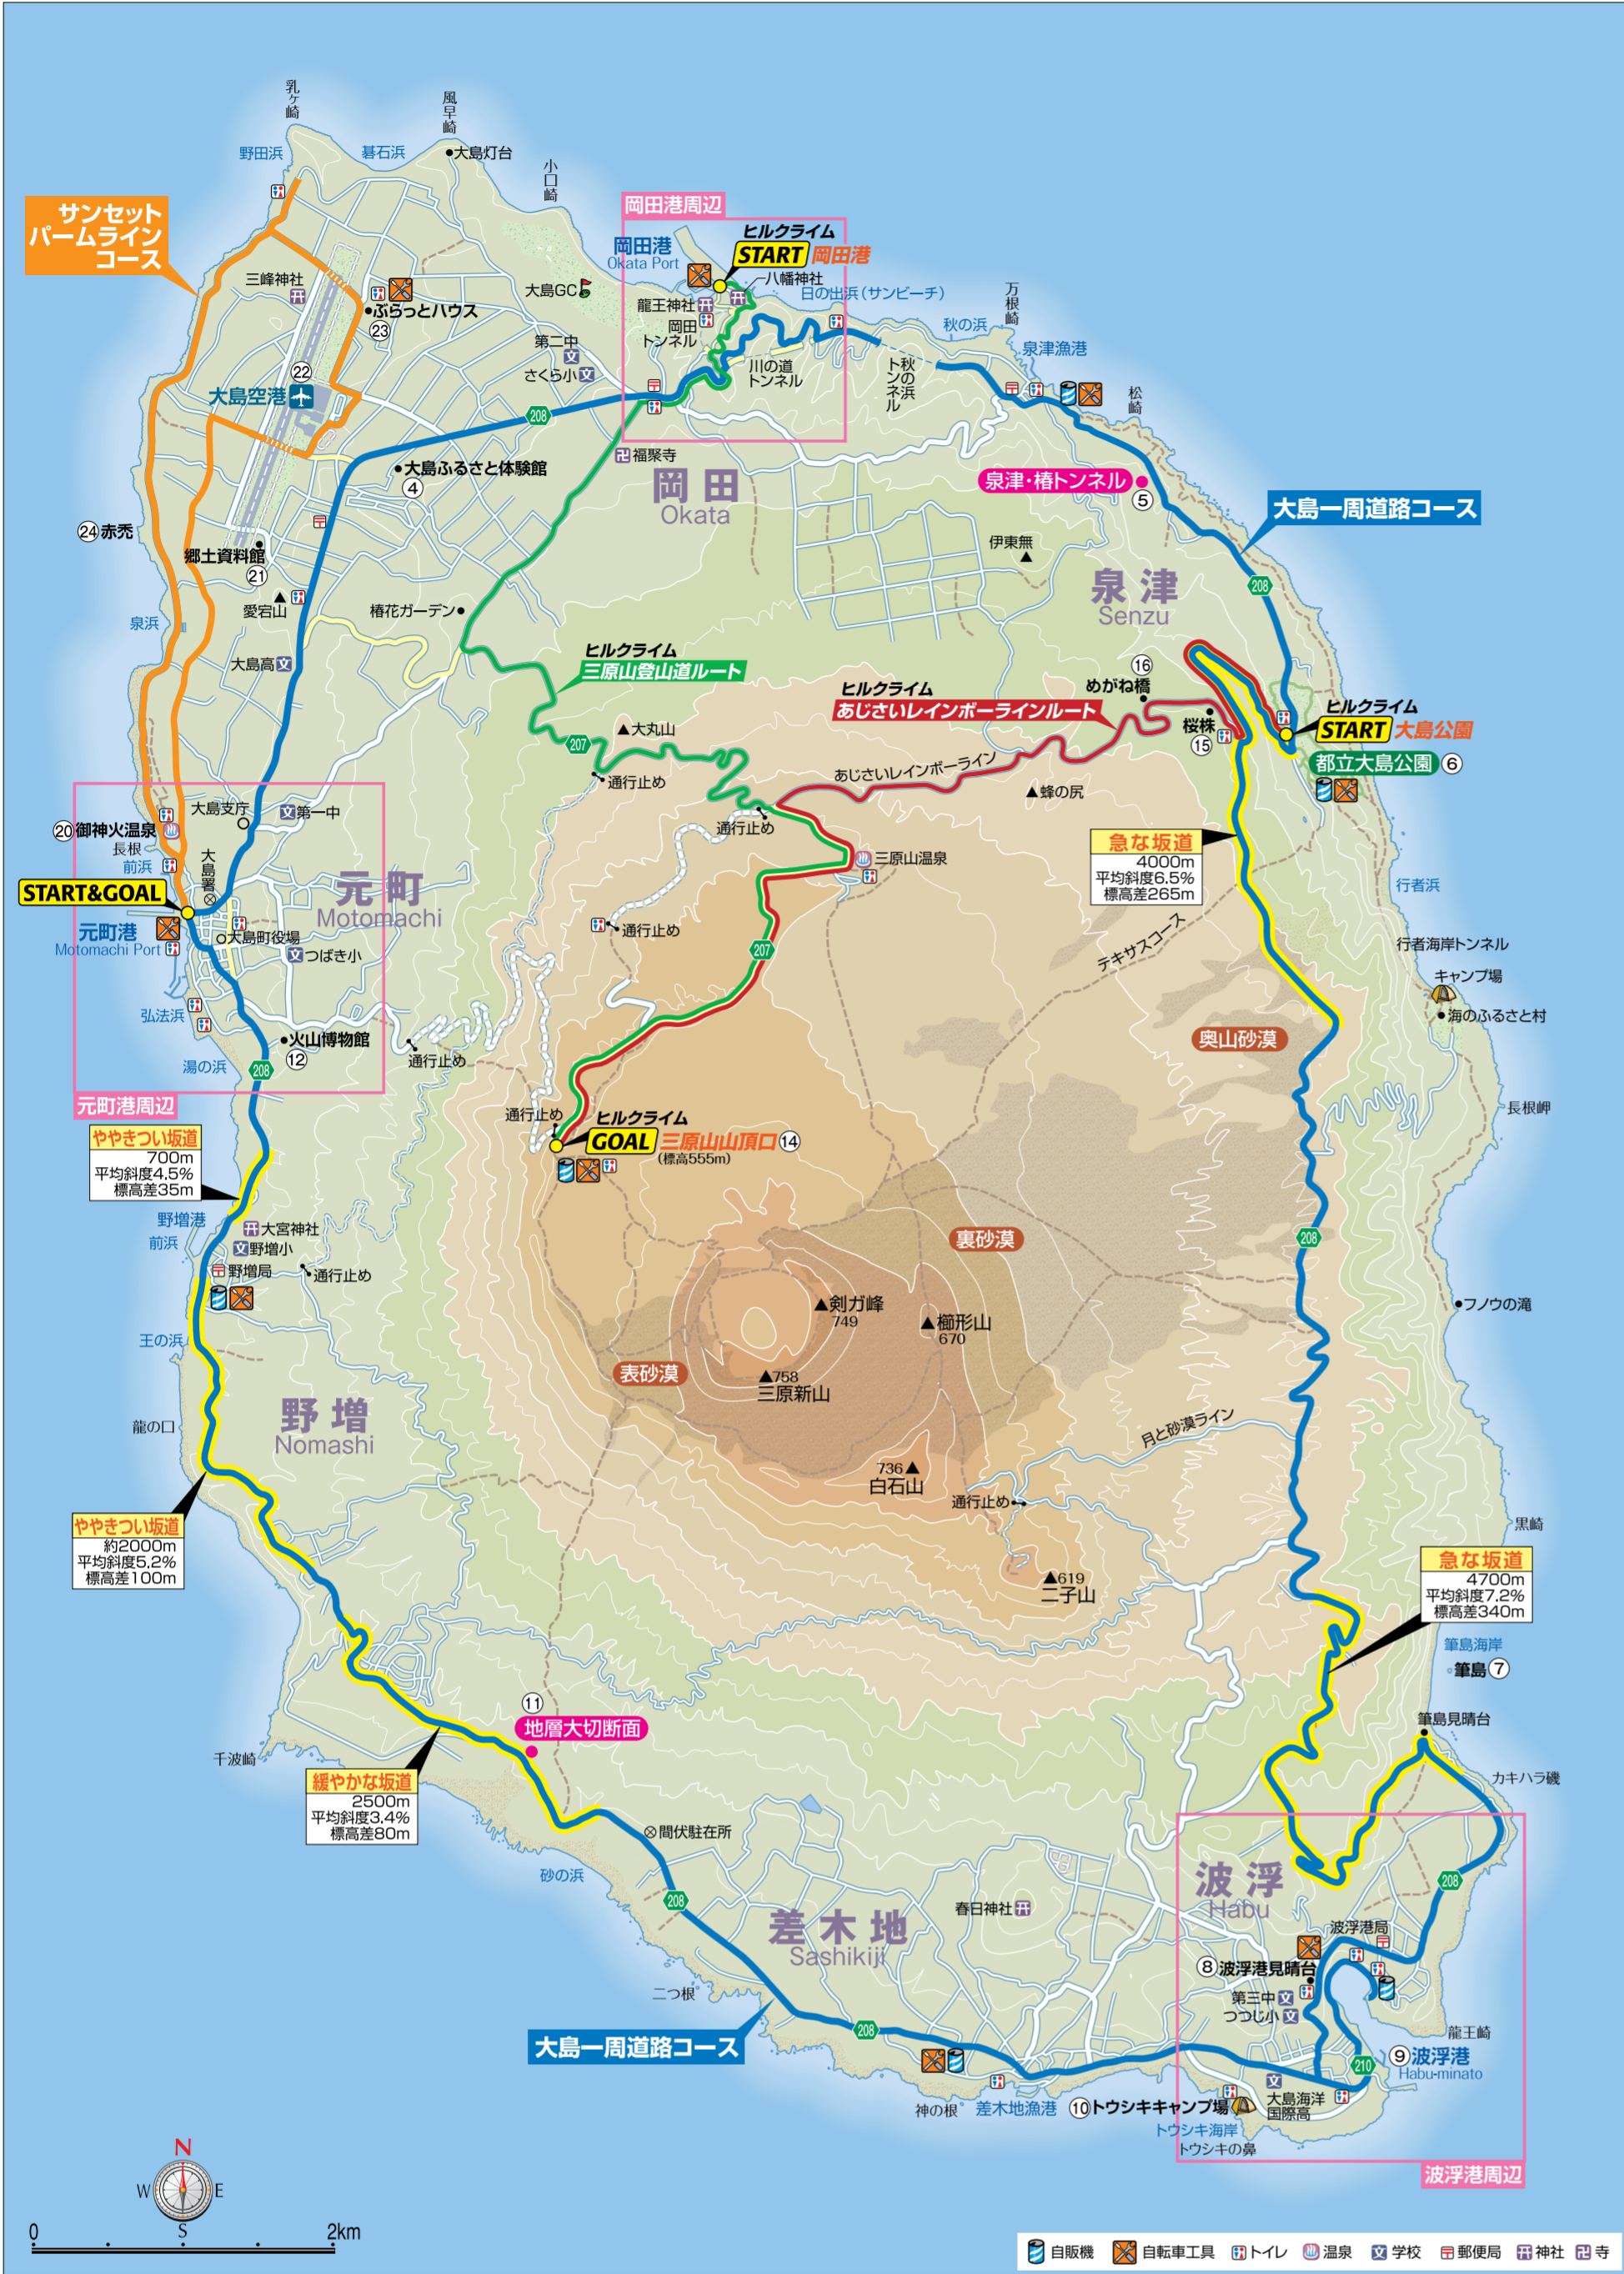 乳ヶ崎
風早崎
野田浜
碁石浜
大島灯台
小口崎
サンセット
パームライン
コース
岡田港周辺
ヒルクライム
START 岡田港
岡田港
Okata Port
三峰神社
大島GC
八幡神社
日の出浜（サンビーチ）
万根崎
ぶらっとハウス
23
龍王神社
岡田
トンネル
秋の浜
泉津漁港
第二中
さくら小
川の道
トンネル
秋の浜
トンネル
松崎
22
大島空港
208
福聚寺
大島ふるさと体験館
4
岡田
Okata
泉津・椿トンネル
5
大島一周道路コース
24 赤禿
郷土資料館
21
伊東無
泉津
Senzu
208
愛宕山
椿花ガーデン
泉浜
大島高
ヒルクライム
三原山登山道ルート
16
めがね橋
ヒルクライム
あじさいレインボーラインルート
桜株
15
ヒルクライム
START 大島公園
都立大島公園 6
大丸山
207
通行止め
あじさいレインボーライン
蜂の尻
大島支庁
第一中
通行止め
20 御神火温泉
長根
前浜
大島署
三原山温泉
急な坂道
4000m
平均斜度6.5%
標高差265m
行者浜
START&GOAL
元町
Motomachi
元町港
Motomachi Port
大島町役場
つばき小
通行止め
207
テキサスコース
行者海岸トンネル
キャンプ場
海のふるさと村
弘法浜
火山博物館
12
湯の浜
208
通行止め
奥山砂漠
元町港周辺
通行止め
ヒルクライム
GOAL 三原山山頂口 14
(標高555m)
長根岬
ややきつい坂道
700m
平均斜度4.5%
標高差35m
野増港
前浜
大宮神社
野増小
野増局
通行止め
裏砂漠
208
剣ガ峰
749
櫛形山
670
フノウの滝
王の浜
表砂漠
758
三原新山
野増
Nomashi
龍の口
月と砂漠ライン
736
白石山
通行止め
黒崎
ややきつい坂道
約2000m
平均斜度5.2%
標高差100m
619
二子山
急な坂道
4700m
平均斜度7.2%
標高差340m
筆島海岸
筆島 7
11
地層大切断面
筆島見晴台
千波崎
緩やかな坂道
2500m
平均斜度3.4%
標高差80m
カキハラ磯
間伏駐在所
砂の浜
208
波浮
Habu
208
春日神社
差木地
Sashikiji
波浮港局
8 波浮港見晴台
第三中
つつじ小
二つ根
大島一周道路コース
208
龍王崎
210
9 波浮港
Habu-minato
神の根
差木地漁港
10 トウシキキャンプ場
大島海洋
国際高
トウシキ海岸
トウシキの鼻
波浮港周辺
N
W
E
S
0
2km
自販機
自転車工具
トイレ
温泉
学校
郵便局
神社
寺